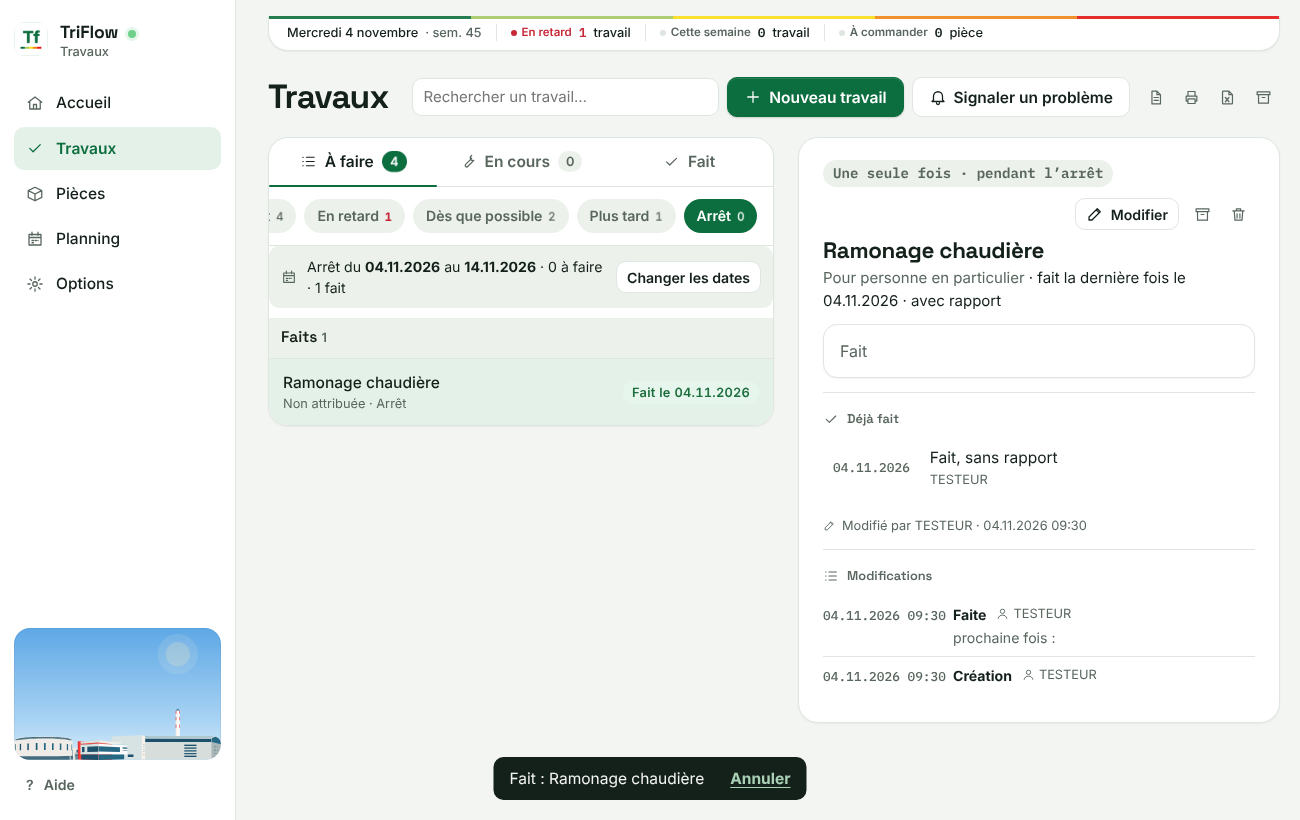 Tf
TriFlow
Travaux
Accueil
Travaux
Pièces
Planning
Options
? Aide
Mercredi 4 novembre · sem. 45
En retard 1 travail
Cette semaine 0 travail
À commander 0 pièce
Travaux
Rechercher un travail...
Nouveau travail
Signaler un problème
À faire 4
En cours 0
Fait
4
En retard 1
Dès que possible 2
Plus tard 1
Arrêt 0
Arrêt du 04.11.2026 au 14.11.2026 · 0 à faire
· 1 fait
Changer les dates
Faits 1
Ramonage chaudière
Non attribuée · Arrêt
Fait le 04.11.2026
Une seule fois · pendant l’arrêt
Modifier
Ramonage chaudière
Pour personne en particulier · fait la dernière fois le
04.11.2026 · avec rapport
Fait
Déjà fait
04.11.2026
Fait, sans rapport
TESTEUR
Modifié par TESTEUR · 04.11.2026 09:30
Modifications
04.11.2026 09:30 Faite TESTEUR
prochaine fois :
04.11.2026 09:30 Création TESTEUR
Fait : Ramonage chaudière Annuler